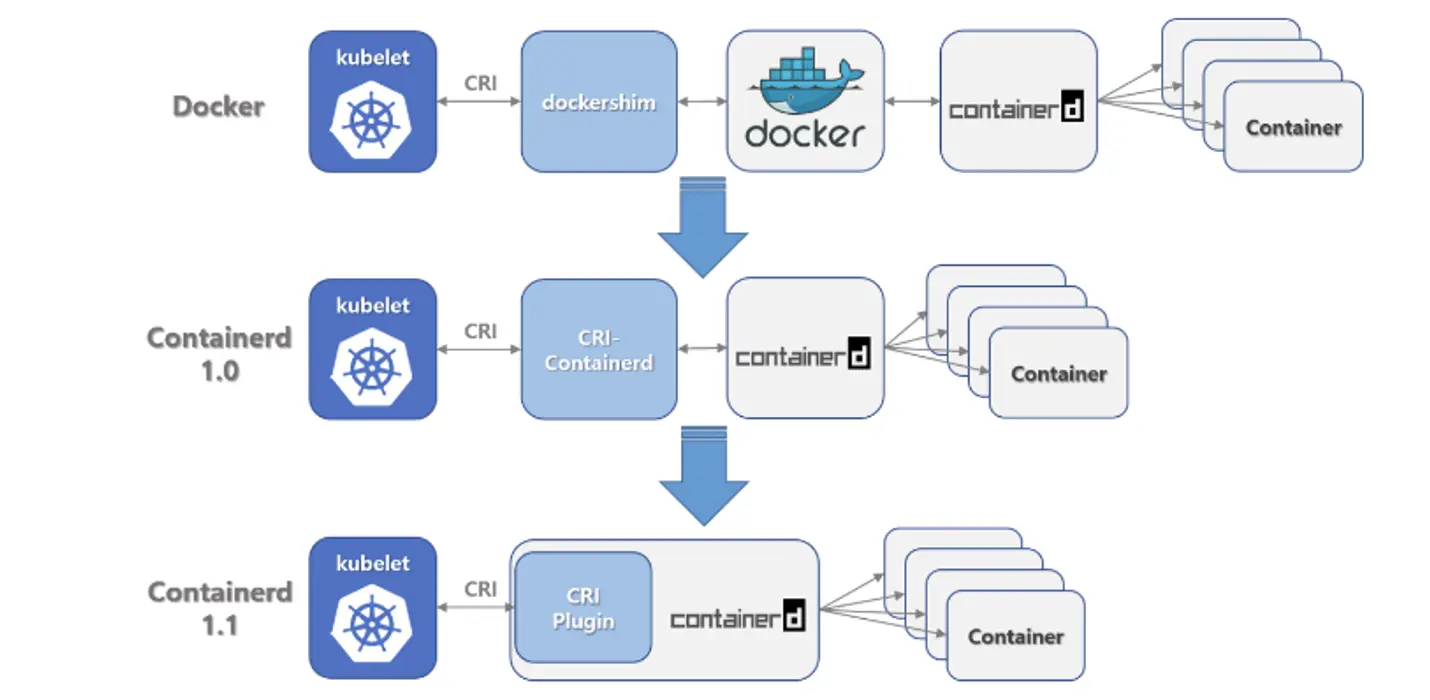 Docker
kubelet
CRI
dockershim
docker
containerd
Container
Containerd
1.0
kubelet
CRI
CRI-
Containerd
containerd
Container
Containerd
1.1
kubelet
CRI
CRI
Plugin
containerd
Container